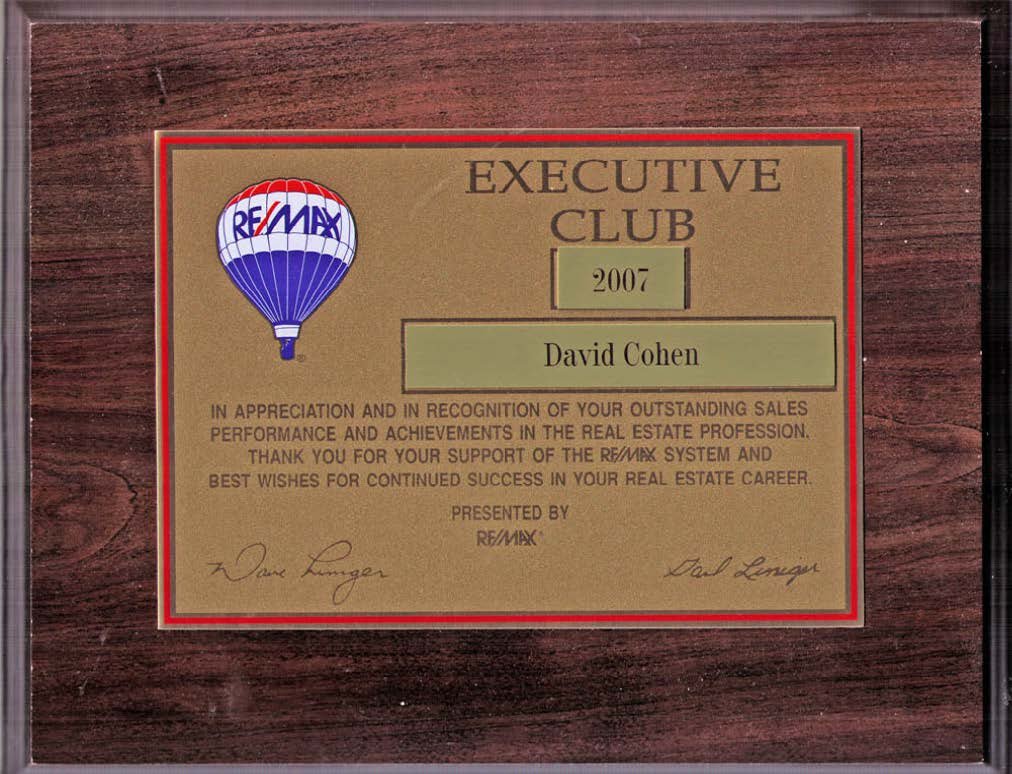 EXECUTIVE
CLUB
RE/MAX
2007
David Cohen
IN APPRECIATION AND IN RECOGNITION OF YOUR OUTSTANDING SALES
PERFORMANCE AND ACHIEVEMENTS IN THE REAL ESTATE PROFESSION.
THANK YOU FOR YOUR SUPPORT OF THE RE/MAX SYSTEM AND
BEST WISHES FOR CONTINUED SUCCESS IN YOUR REAL ESTATE CAREER.
PRESENTED BY
RE/MAX®
Dave Liniger Gail Liniger